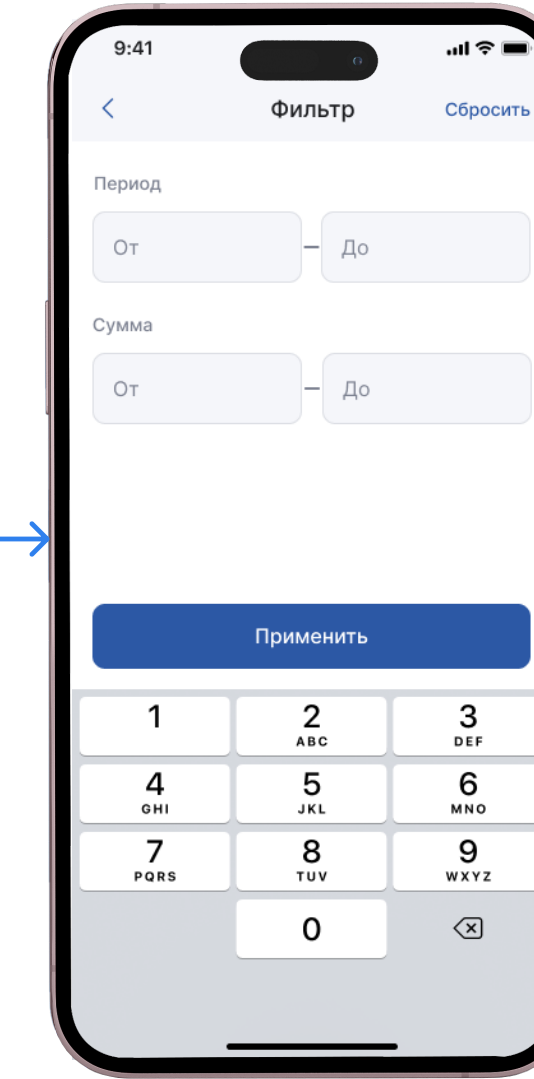 9:41
Фильтр Сбросить
Период
От – До
Сумма
От – До
Применить
1 2 3
ABC DEF
4 5 6
GHI JKL MNO
7 8 9
PQRS TUV WXYZ
0